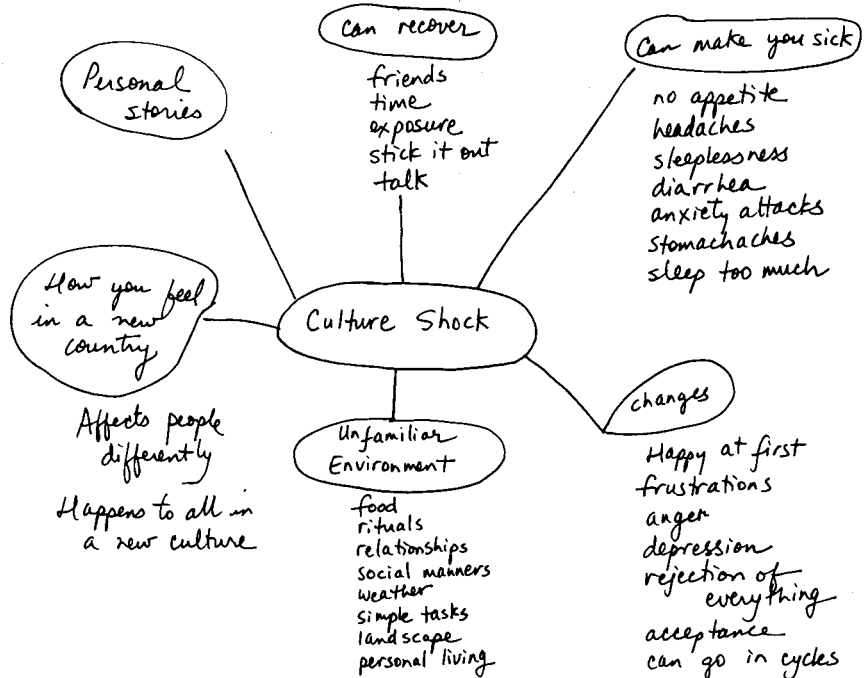 Personal
stories
Can recover
friends
time
exposure
stick it out
talk
Can make you sick
no appetite
headaches
sleeplessness
diarrhea
anxiety attacks
stomachaches
sleep too much
How you feel
in a new
country
Affects people
differently
Happens to all in
a new culture
Culture Shock
Unfamiliar
Environment
food
rituals
relationships
social manners
weather
simple tasks
landscape
personal living
changes
Happy at first
frustrations
anger
depression
rejection of
everything
acceptance
can go in cycles